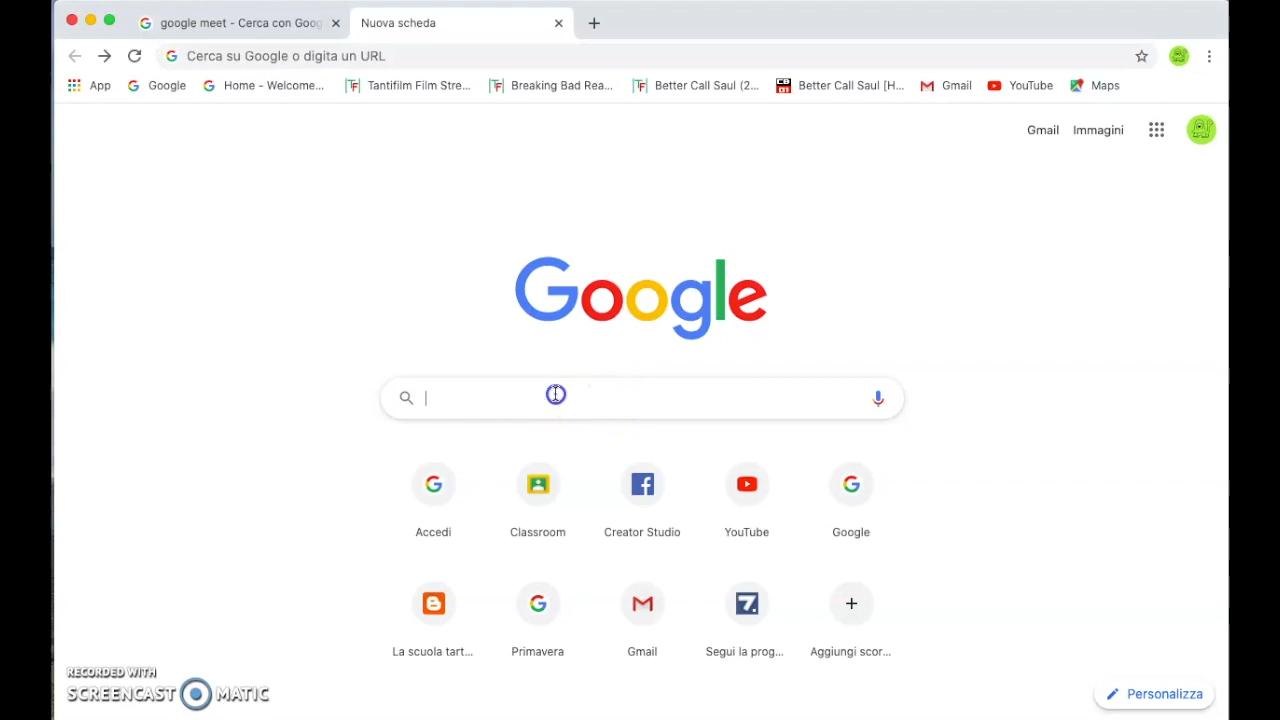 google meet - Cerca con Goog
Nuova scheda
Cerca su Google o digita un URL
App
Google
Home - Welcome...
Tantifilm Film Stre...
Breaking Bad Rea...
Better Call Saul (2...
Better Call Saul [H...
Gmail
YouTube
Maps
Gmail
Immagini
Google
Accedi
Classroom
Creator Studio
YouTube
Google
La scuola tart...
Primavera
Gmail
Segui la prog...
Aggiungi scor...
RECORDED WITH
SCREENCAST MATIC
Personalizza